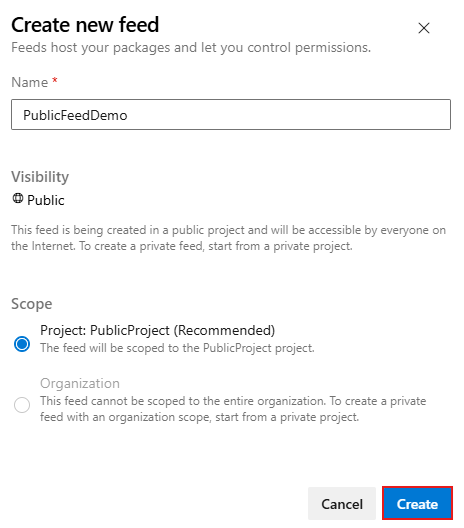 Create new feed
Feeds host your packages and let you control permissions.
Name *
PublicFeedDemo
Visibility
Public
This feed is being created in a public project and will be accessible by everyone on
the Internet. To create a private feed, start from a private project.
Scope
Project: PublicProject (Recommended)
The feed will be scoped to the PublicProject project.
Organization
This feed cannot be scoped to the entire organization. To create a private
feed with an organization scope, start from a private project.
Cancel
Create